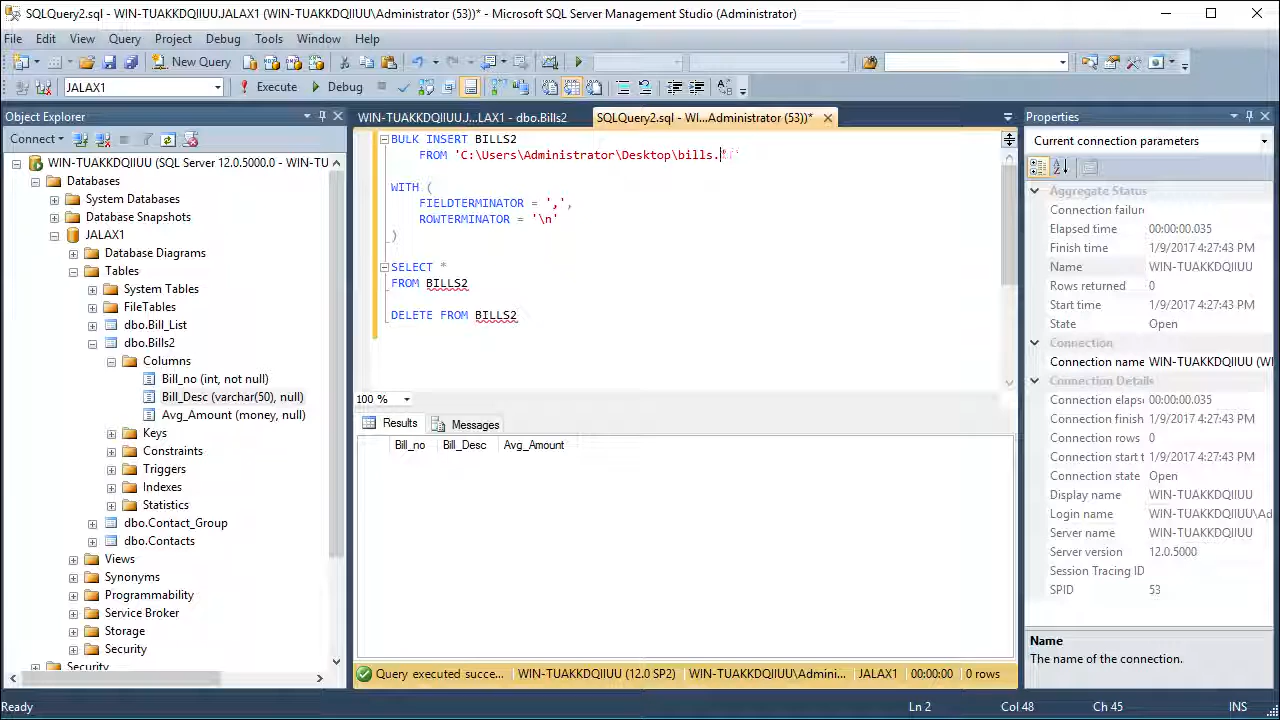 SQLQuery2.sql - WIN-TUAKKDQIIUU.JALAX1 (WIN-TUAKKDQIIUU\Administrator (53))* - Microsoft SQL Server Management Studio (Administrator)
File Edit View Query Project Debug Tools Window Help
New Query
JALAX1 Execute Debug
Object Explorer
Connect
WIN-TUAKKDQIIUU (SQL Server 12.0.5000.0 - WIN-TU
Databases
System Databases
Database Snapshots
JALAX1
Database Diagrams
Tables
System Tables
FileTables
dbo.Bill_List
dbo.Bills2
Columns
Bill_no (int, not null)
Bill_Desc (varchar(50), null)
Avg_Amount (money, null)
Keys
Constraints
Triggers
Indexes
Statistics
dbo.Contact_Group
dbo.Contacts
Views
Synonyms
Programmability
Service Broker
Storage
Security
Security
WIN-TUAKKDQIIUU.J...LAX1 - dbo.Bills2 SQLQuery2.sql - WI...Administrator (53))*
BULK INSERT BILLS2
FROM 'C:\Users\Administrator\Desktop\bills.
WITH (
FIELDTERMINATOR = ',',
ROWTERMINATOR = '\n'
)
SELECT *
FROM BILLS2
DELETE FROM BILLS2
100 %
Results Messages
Bill_no Bill_Desc Avg_Amount
Query executed succe... WIN-TUAKKDQIIUU (12.0 SP2) WIN-TUAKKDQIIUU\Admini... JALAX1 00:00:00 0 rows
Properties
Current connection parameters
Aggregate Status
Connection failure
Elapsed time 00:00:00.035
Finish time 1/9/2017 4:27:43 PM
Name WIN-TUAKKDQIIUU
Rows returned 0
Start time 1/9/2017 4:27:43 PM
State Open
Connection
Connection name WIN-TUAKKDQIIUU (WI
Connection Details
Connection elaps 00:00:00.035
Connection finish 1/9/2017 4:27:43 PM
Connection rows 0
Connection start t 1/9/2017 4:27:43 PM
Connection state Open
Display name WIN-TUAKKDQIIUU
Login name WIN-TUAKKDQIIUU\Ad
Server name WIN-TUAKKDQIIUU
Server version 12.0.5000
Session Tracing ID
SPID 53
Name
The name of the connection.
Ready Ln 2 Col 48 Ch 45 INS